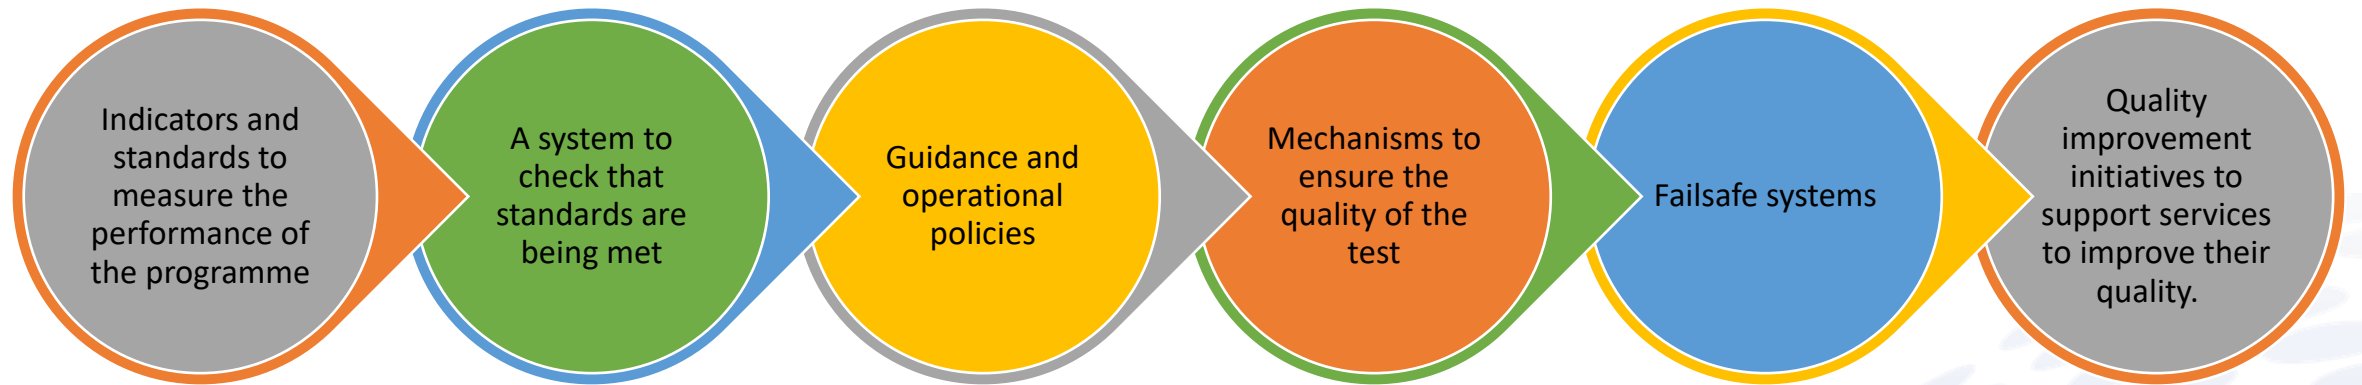 Indicators and
standards to
measure the
performance of
the programme
A system to
check that
standards are
being met
Guidance and
operational
policies
Mechanisms to
ensure the
quality of the
test
Failsafe systems
Quality
improvement
initiatives to
support services
to improve their
quality.